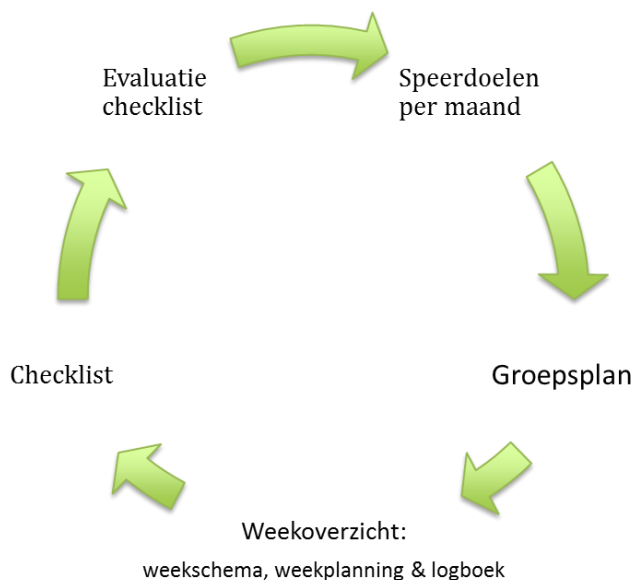 Evaluatie
checklist
Speerdoelen
per maand
Checklist
Groepsplan
Weekoverzicht:
weekschema, weekplanning & logboek